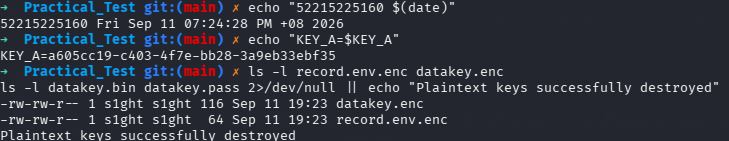 → Practical_Test git:(main) ✗ echo "52215225160 $(date)"
52215225160 Fri Sep 11 07:24:28 PM +08 2026
→ Practical_Test git:(main) ✗ echo "KEY_A=$KEY_A"
KEY_A=a605cc19-c403-4f7e-bb28-3a9eb33ebf35
→ Practical_Test git:(main) ✗ ls -l record.env.enc datakey.enc
ls -l datakey.bin datakey.pass 2>/dev/null || echo "Plaintext keys successfully destroyed"
-rw-rw-r-- 1 s1ght s1ght 116 Sep 11 19:23 datakey.enc
-rw-rw-r-- 1 s1ght s1ght  64 Sep 11 19:23 record.env.enc
Plaintext keys successfully destroyed